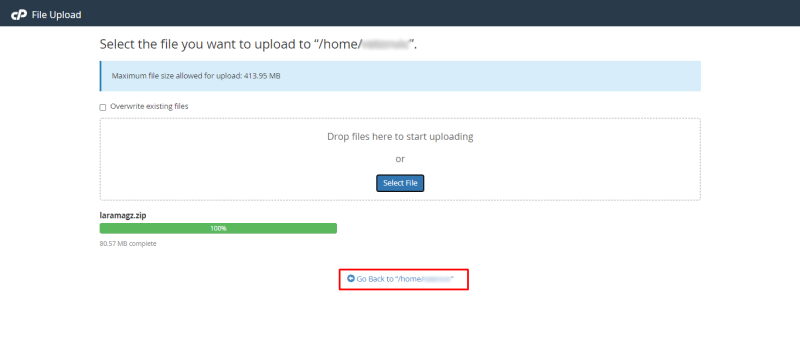 cP File Upload
Select the file you want to upload to “/home/ ”.
Maximum file size allowed for upload: 413.95 MB
Overwrite existing files
Drop files here to start uploading
or
Select File
laramagz.zip
100%
80.57 MB complete
Go Back to “/home/ ”